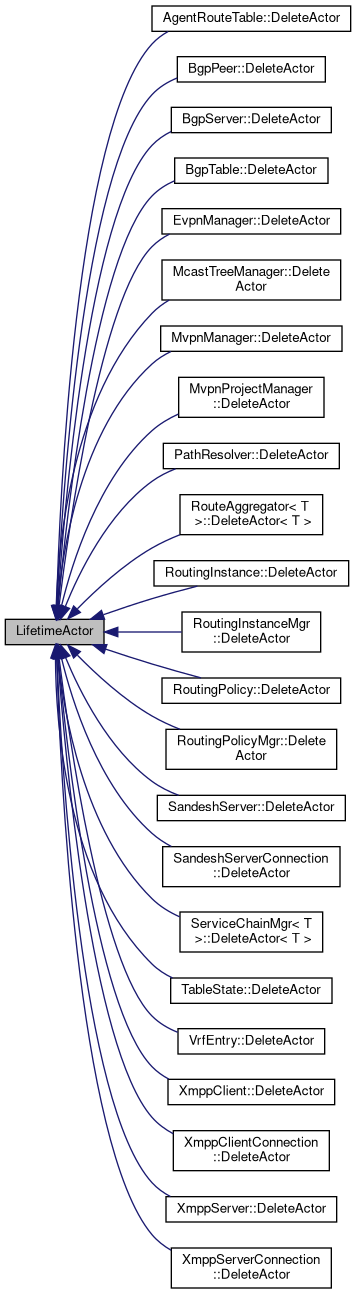 AgentRouteTable::DeleteActor
BgpPeer::DeleteActor
BgpServer::DeleteActor
BgpTable::DeleteActor
EvpnManager::DeleteActor
McastTreeManager::Delete
Actor
MvpnManager::DeleteActor
MvpnProjectManager
::DeleteActor
PathResolver::DeleteActor
RouteAggregator< T
>::DeleteActor< T >
RoutingInstance::DeleteActor
LifetimeActor
RoutingInstanceMgr
::DeleteActor
RoutingPolicy::DeleteActor
RoutingPolicyMgr::Delete
Actor
SandeshServer::DeleteActor
SandeshServerConnection
::DeleteActor
ServiceChainMgr< T
>::DeleteActor< T >
TableState::DeleteActor
VrfEntry::DeleteActor
XmppClient::DeleteActor
XmppClientConnection
::DeleteActor
XmppServer::DeleteActor
XmppServerConnection
::DeleteActor